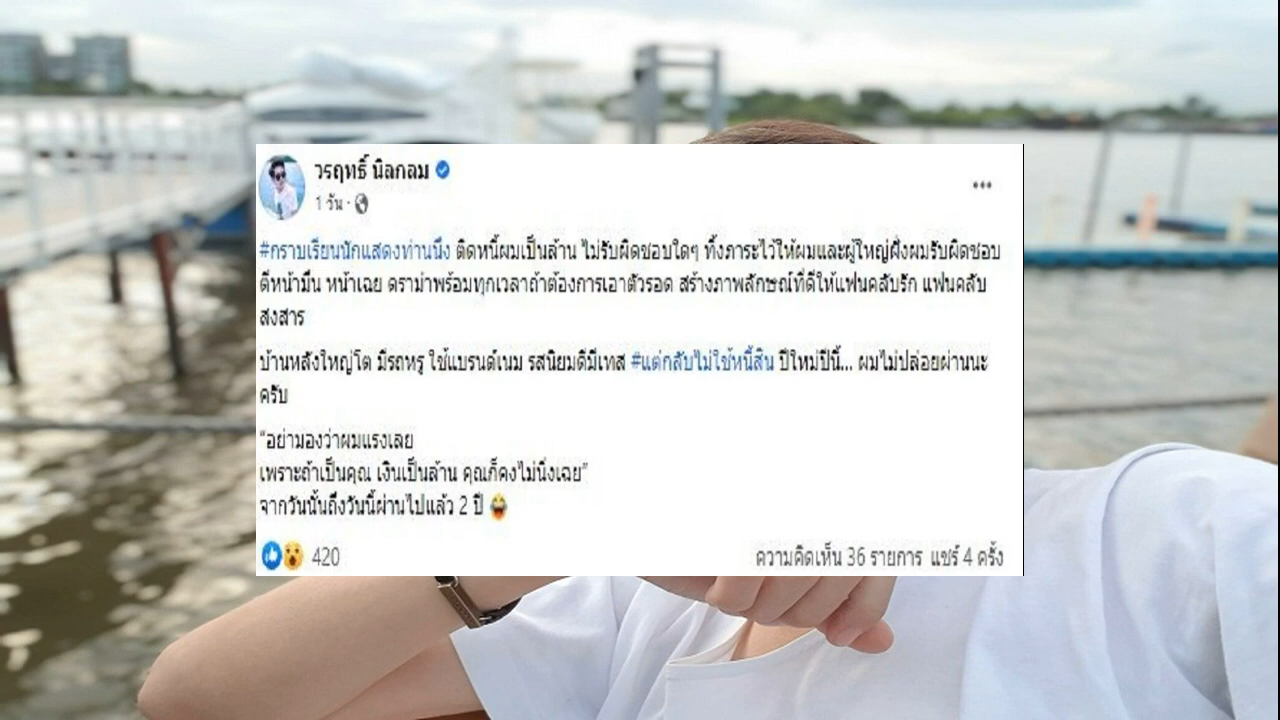 วรฤทธิ์ นิลกลม
1 วัน ·
#กราบเรียนนักแสดงท่านนึง ติดหนี้ผมเป็นล้าน ไม่รับผิดชอบใดๆ ทิ้งภาระไว้ให้ผมและผู้ใหญ่ฝั่งผมรับผิดชอบ
ตีหน้ามึน หน้าเฉย ดราม่าพร้อมทุกเวลาถ้าต้องการเอาตัวรอด สร้างภาพลักษณ์ที่ดีให้แฟนคลับรัก แฟนคลับ
สงสาร
บ้านหลังใหญ่โต มีรถหรู ใช้แบรนด์เนม รสนิยมดีมีเทส #แต่กลับไม่ใช้หนี้สิน ปีใหม่ปีนี้... ผมไม่ปล่อยผ่านนะ
ครับ
“อย่ามองว่าผมแรงเลย
เพราะถ้าเป็นคุณ เงินเป็นล้าน คุณก็คงไม่นิ่งเฉย”
จากวันนั้นถึงวันนี้ผ่านไปแล้ว 2 ปี
420
ความคิดเห็น 36 รายการ แชร์ 4 ครั้ง